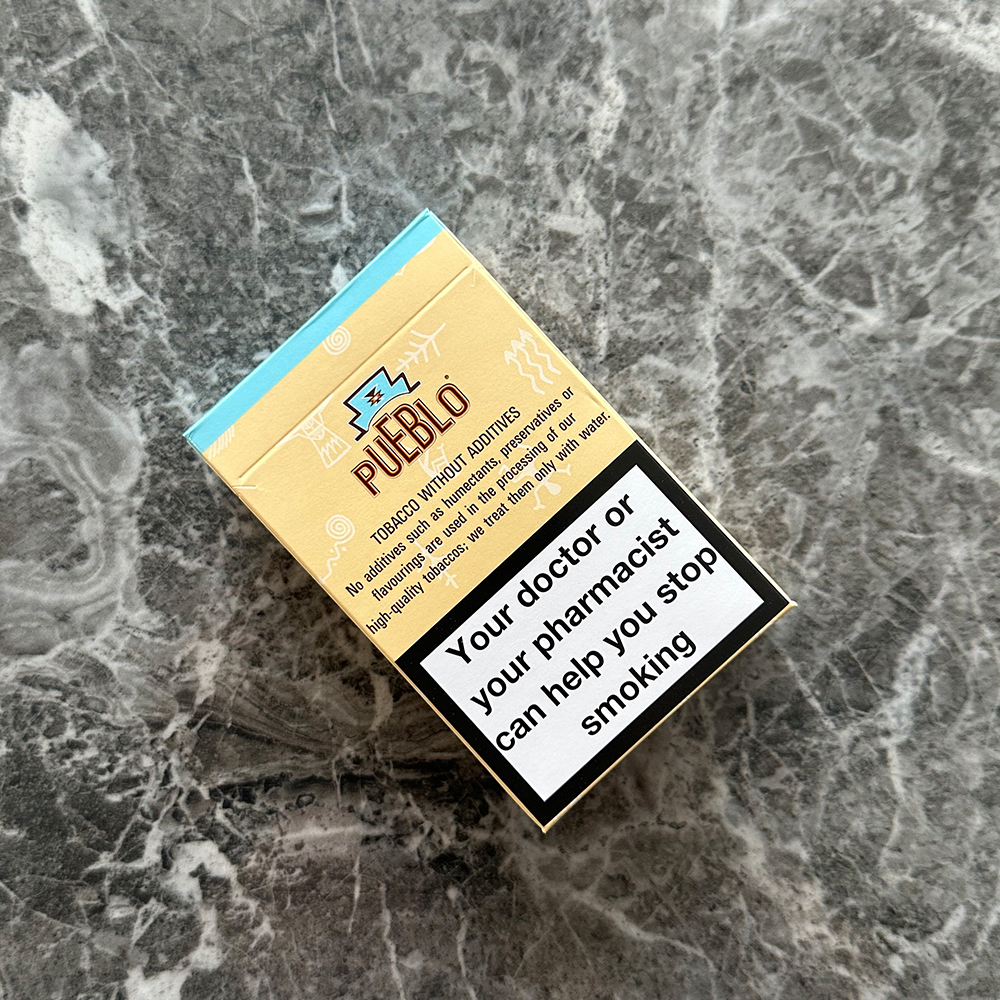 PUEBLO
TOBACCO WITHOUT ADDITIVES
No additives such as humectants, preservatives or
flavourings are used in the processing of our
high-quality tobaccos; we treat them only with water.
Your doctor or
your pharmacist
can help you stop
smoking